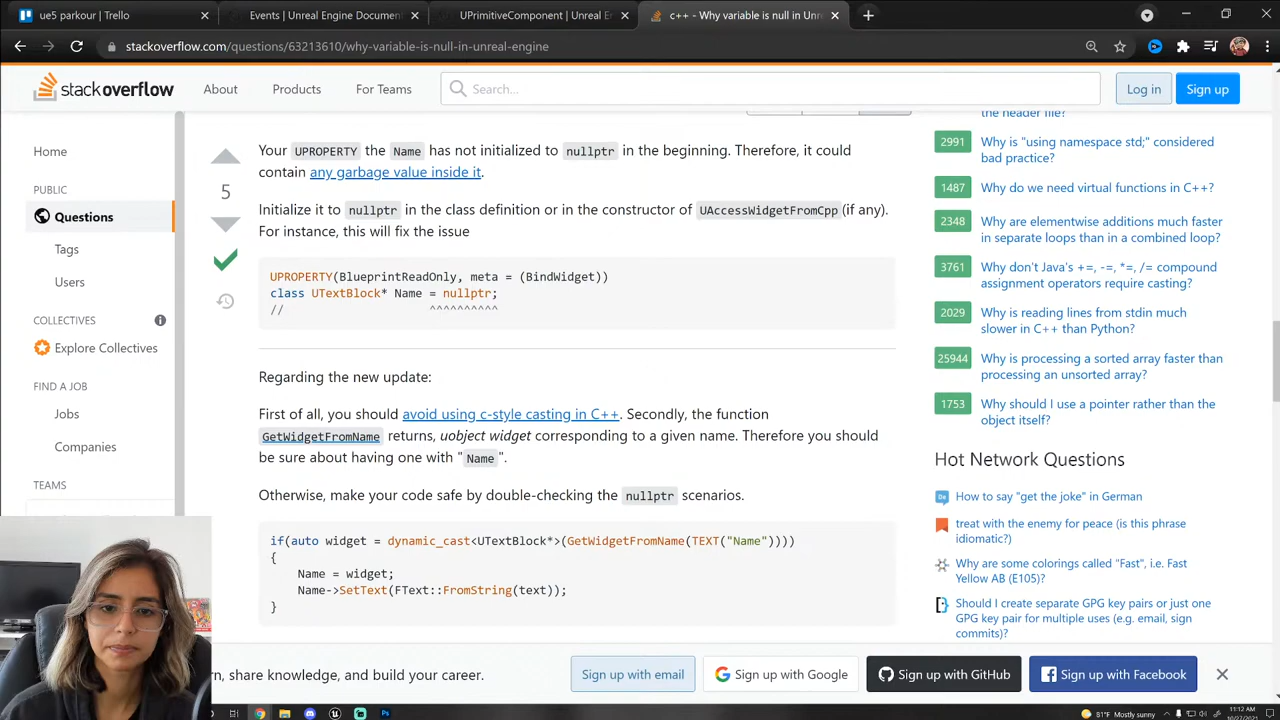 ue5 parkour | Trello
Events | Unreal Engine Documen
UPrimitiveComponent | Unreal E
c++ - Why variable is null in Unr
stackoverflow.com/questions/63213610/why-variable-is-null-in-unreal-engine
stackoverflow
About
Products
For Teams
Search...
Log in
Sign up
Home
PUBLIC
Questions
Tags
Users
COLLECTIVES
Explore Collectives
FIND A JOB
Jobs
Companies
TEAMS
5
Your UPROPERTY the Name has not initialized to nullptr in the beginning. Therefore, it could
contain any garbage value inside it.
Initialize it to nullptr in the class definition or in the constructor of UAccessWidgetFromCpp (if any).
For instance, this will fix the issue
UPROPERTY(BlueprintReadOnly, meta = (BindWidget))
class UTextBlock* Name = nullptr;
// ^^^^^^^^^^
Regarding the new update:
First of all, you should avoid using c-style casting in C++. Secondly, the function
GetWidgetFromName returns, uobject widget corresponding to a given name. Therefore you should
be sure about having one with "Name".
Otherwise, make your code safe by double-checking the nullptr scenarios.
if(auto widget = dynamic_cast<UTextBlock*>(GetWidgetFromName(TEXT("Name"))))
{
Name = widget;
Name->SetText(FText::FromString(text));
}
the header file?
2991
Why is "using namespace std;" considered
bad practice?
1487
Why do we need virtual functions in C++?
2348
Why are elementwise additions much faster
in separate loops than in a combined loop?
3761
Why don't Java's +=, -=, *=, /= compound
assignment operators require casting?
2029
Why is reading lines from stdin much
slower in C++ than Python?
25944
Why is processing a sorted array faster than
processing an unsorted array?
1753
Why should I use a pointer rather than the
object itself?
Hot Network Questions
How to say "get the joke" in German
treat with the enemy for peace (is this phrase
idiomatic?)
Why are some colorings called "Fast", i.e. Fast
Yellow AB (E105)?
Should I create separate GPG key pairs or just one
GPG key pair for multiple uses (e.g. email, sign
commits)?
rn, share knowledge, and build your career.
Sign up with email
Sign up with Google
Sign up with GitHub
Sign up with Facebook
81°F Mostly sunny
11:12 AM
10/27/2021